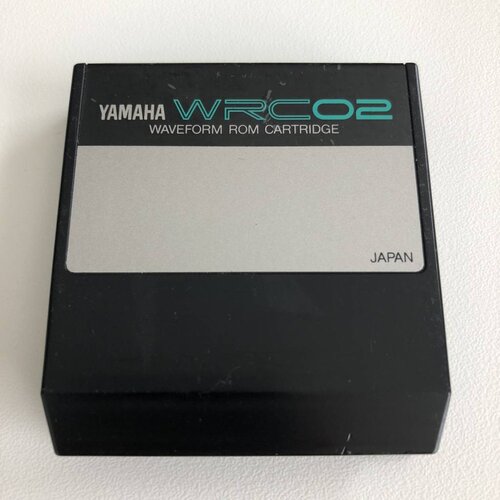 YAMAHA WRC02
WAVEFORM ROM CARTRIDGE
JAPAN